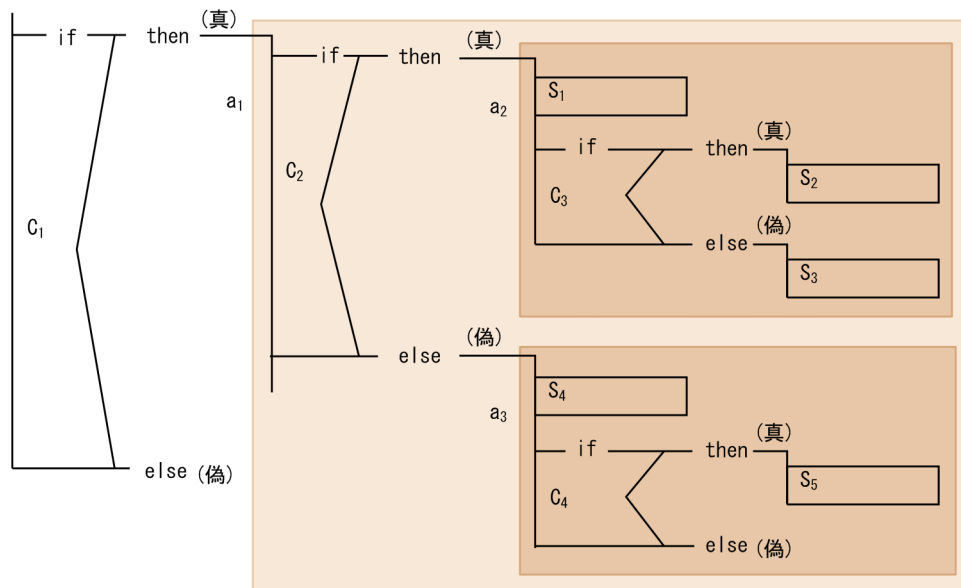 if then (真)
a₁
C₁
if then (真)
a₂
C₂
S₁
if then (真)
C₃
S₂
else (偽)
S₃
else (偽)
a₃
S₄
if then (真)
C₄
S₅
else (偽)
else (偽)